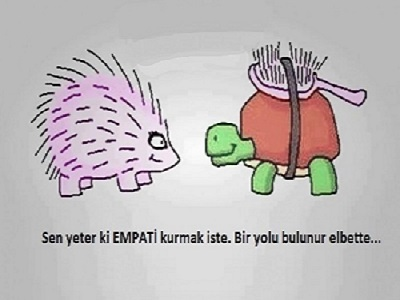 Sen yeter ki EMPATİ kurmak iste. Bir yolu bulunur elbette...